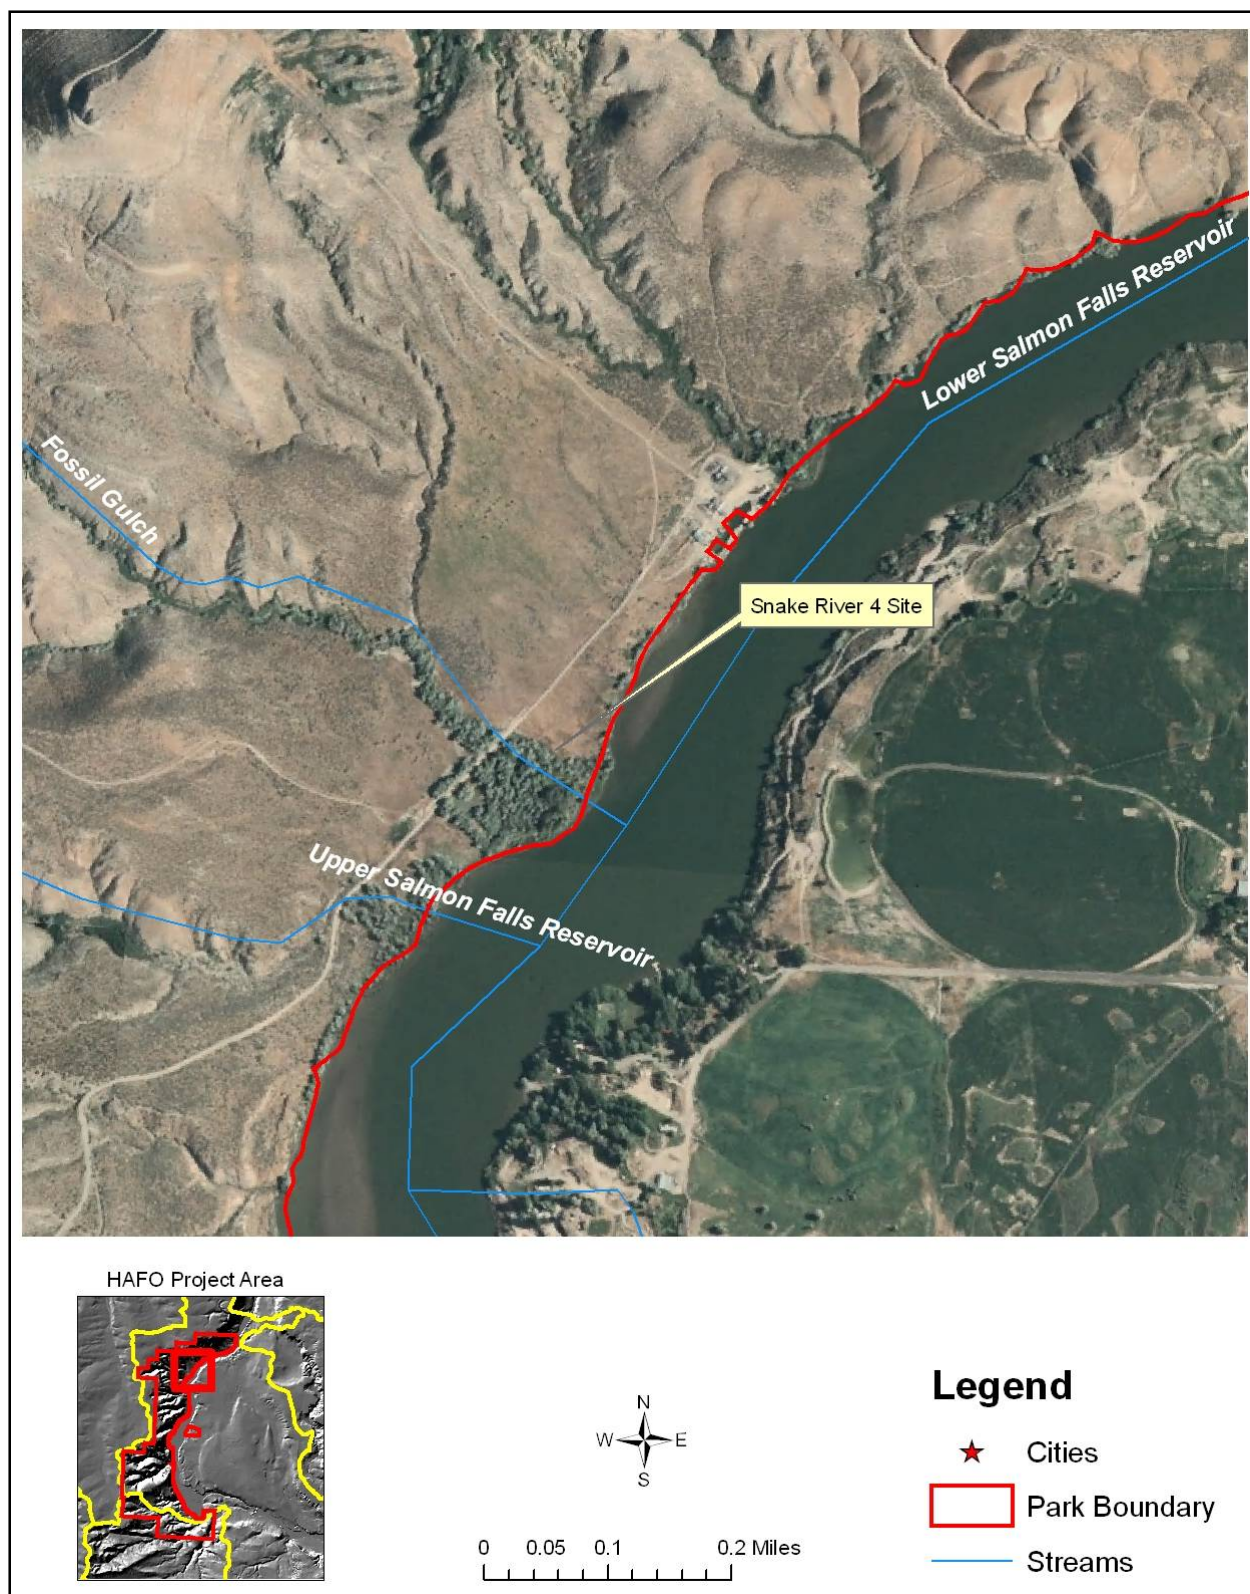 Lower Salmon Falls Reservoir
Fossil Gulch
Snake River 4 Site
Upper Salmon Falls Reservoir
HAFO Project Area
N
W E
S
0 0.05 0.1 0.2 Miles
Legend
Cities
Park Boundary
Streams